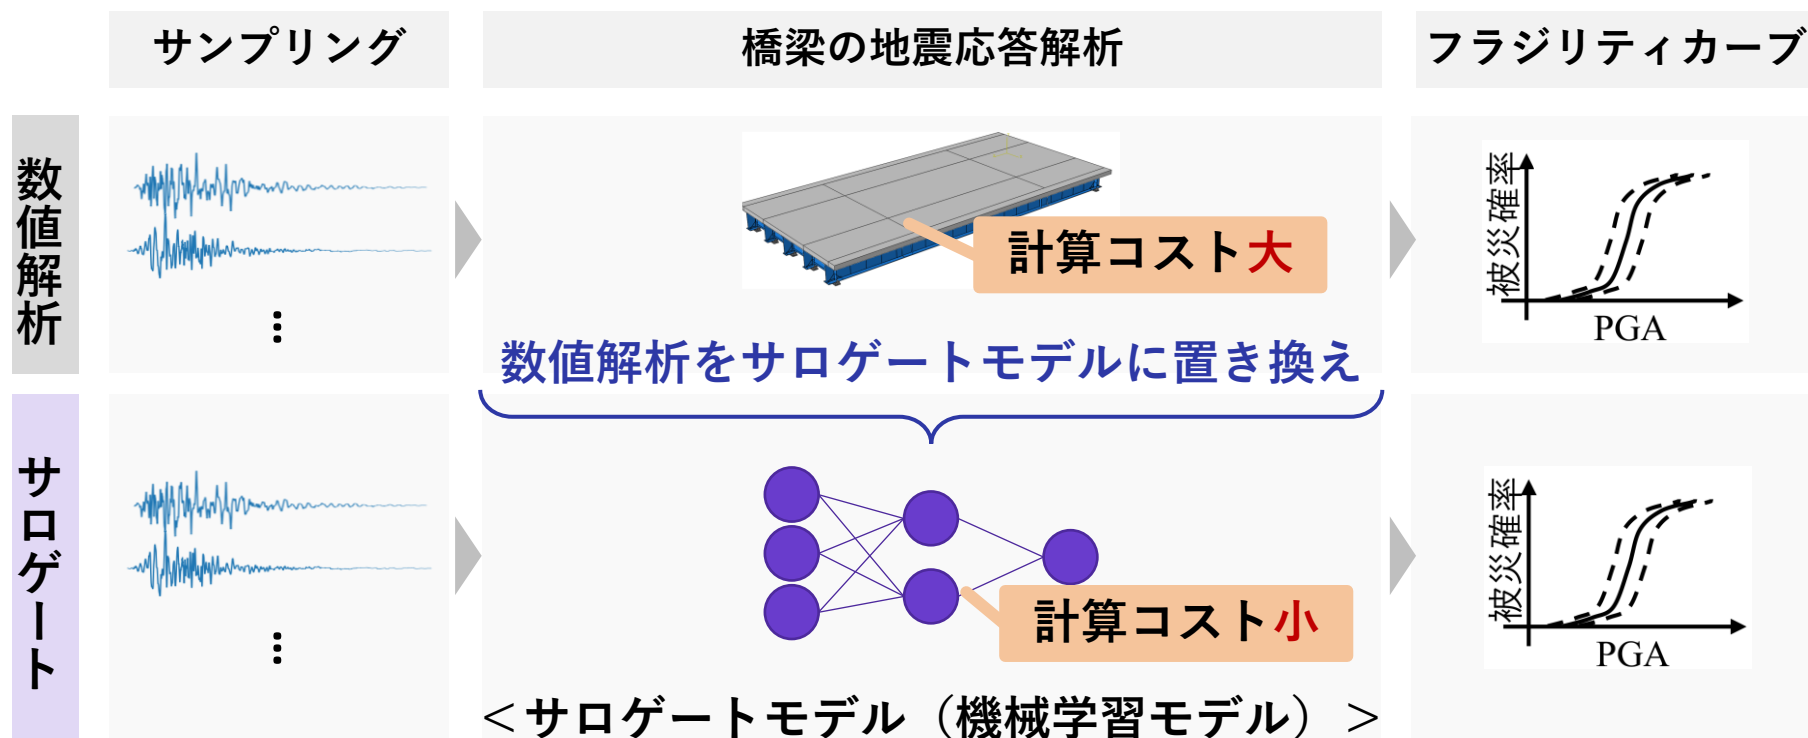 サンプリング
橋梁の地震応答解析
フラジリティカーブ
数値解析
計算コスト大
被災確率
PGA
数値解析をサロゲートモデルに置き換え
サロゲート
計算コスト小
被災確率
PGA
＜サロゲートモデル（機械学習モデル）＞